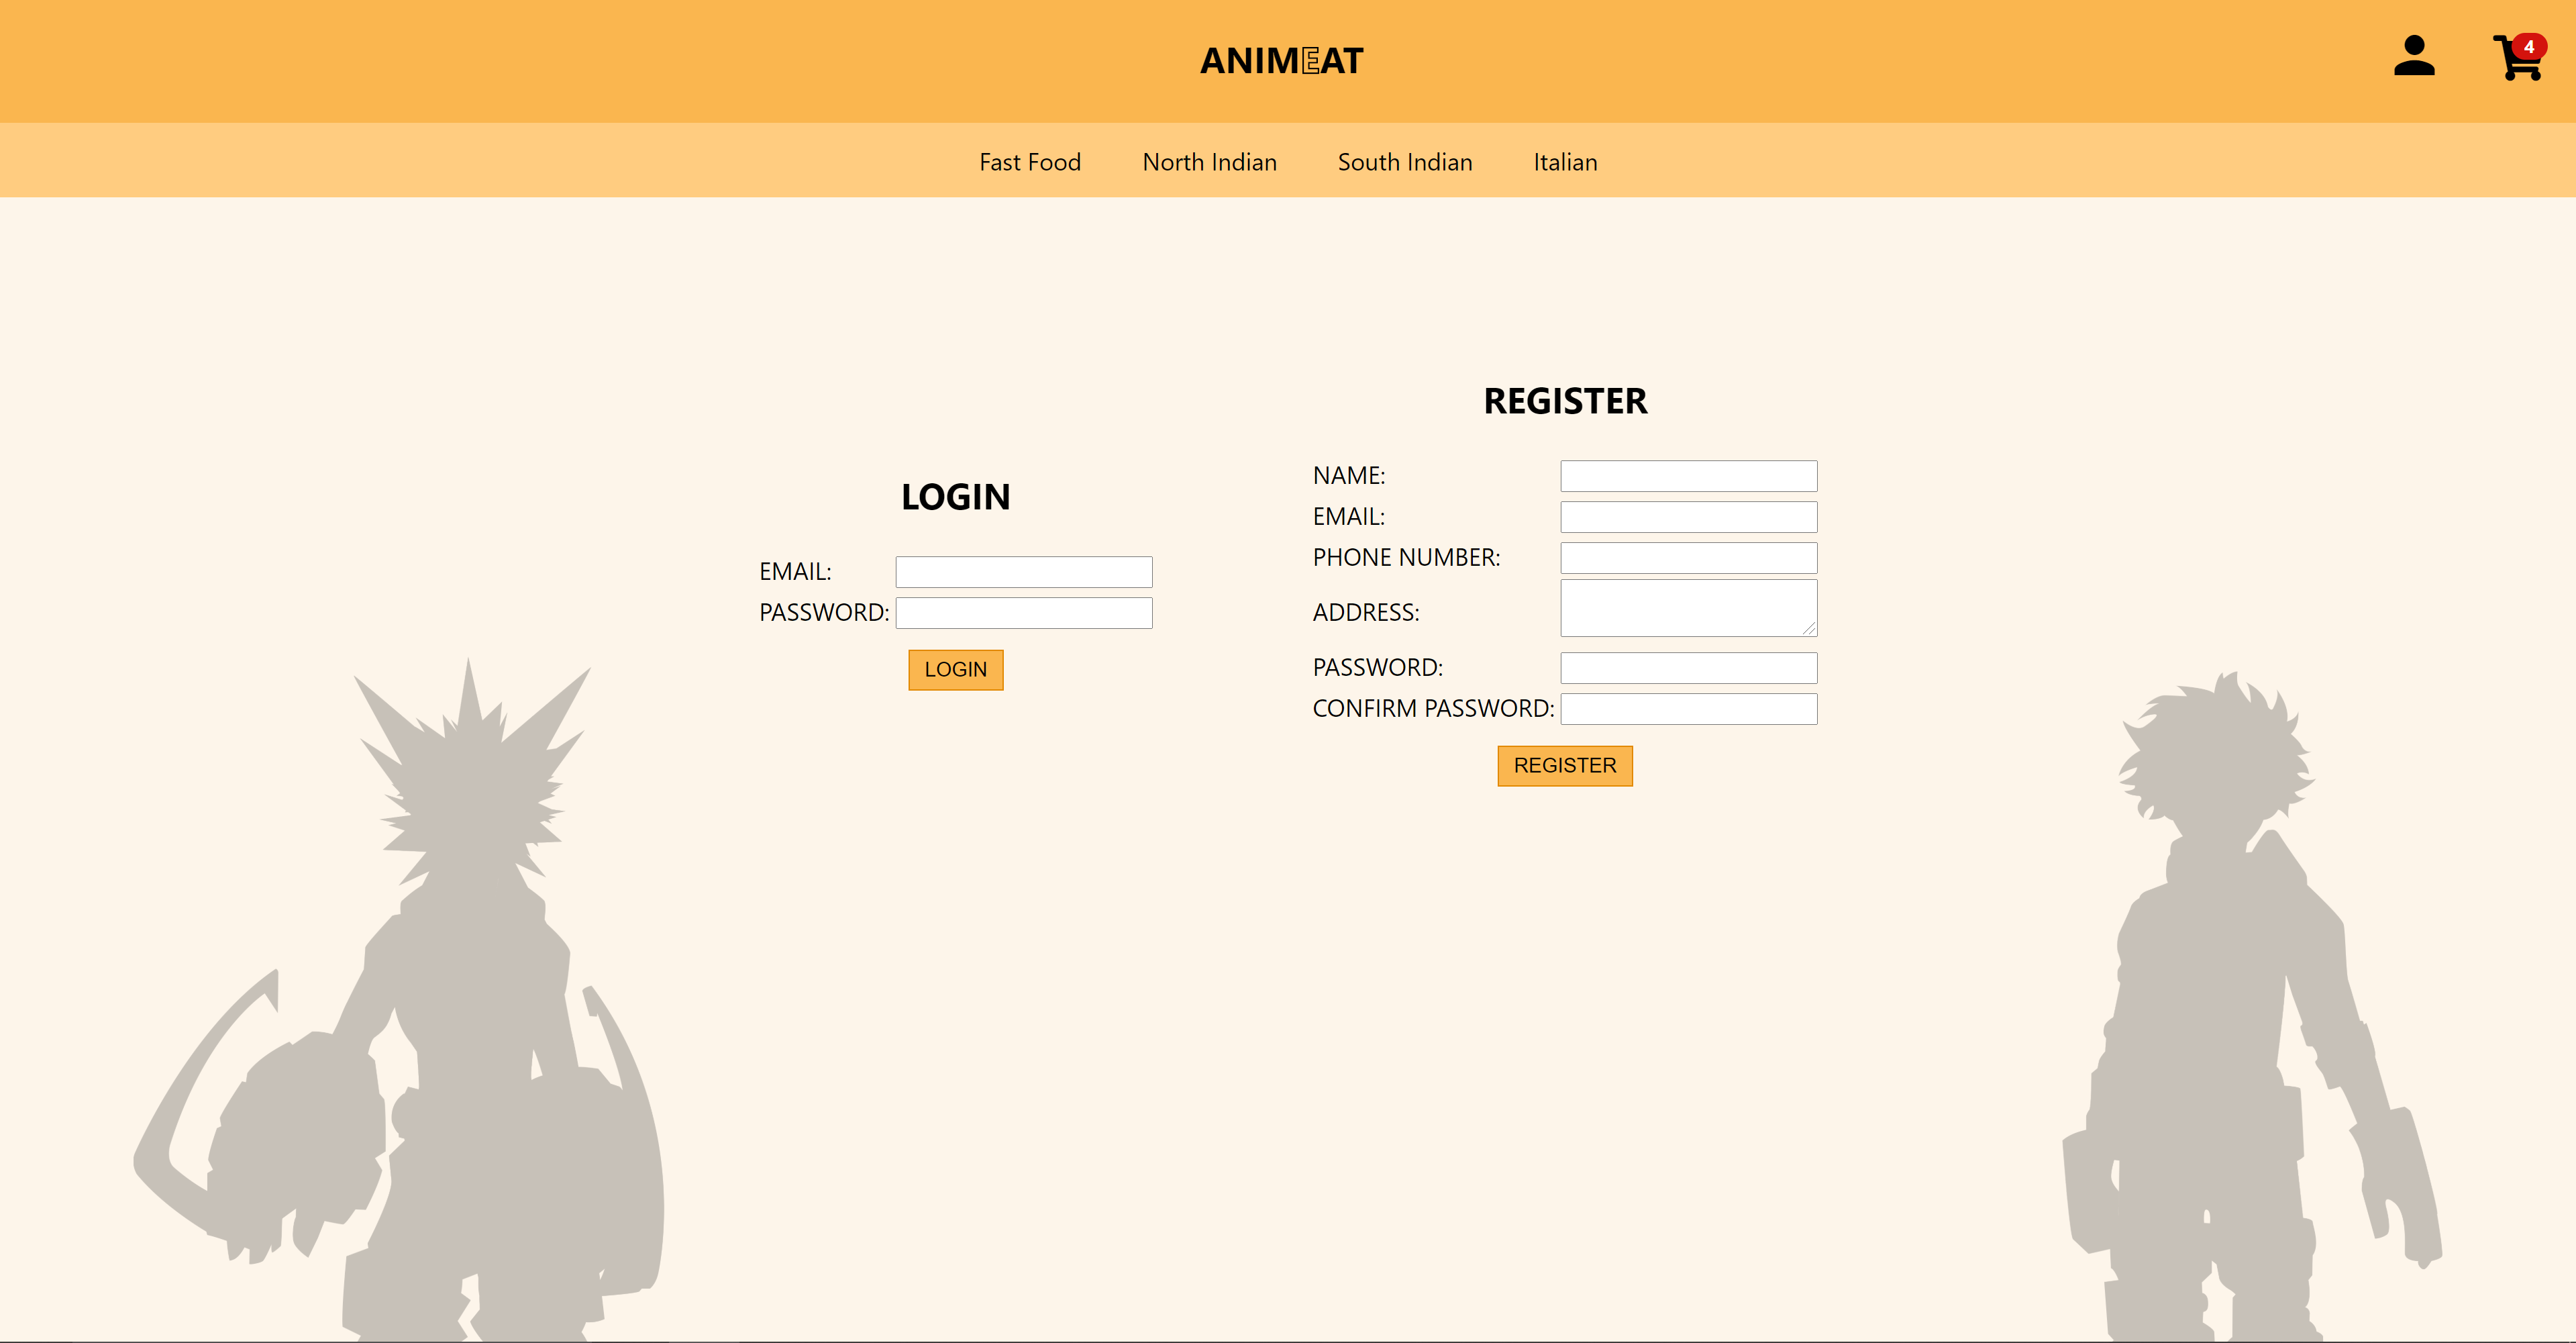 ANIMEAT
4
Fast Food North Indian South Indian Italian
LOGIN
EMAIL:
PASSWORD:
LOGIN
REGISTER
NAME:
EMAIL:
PHONE NUMBER:
ADDRESS:
PASSWORD:
CONFIRM PASSWORD:
REGISTER